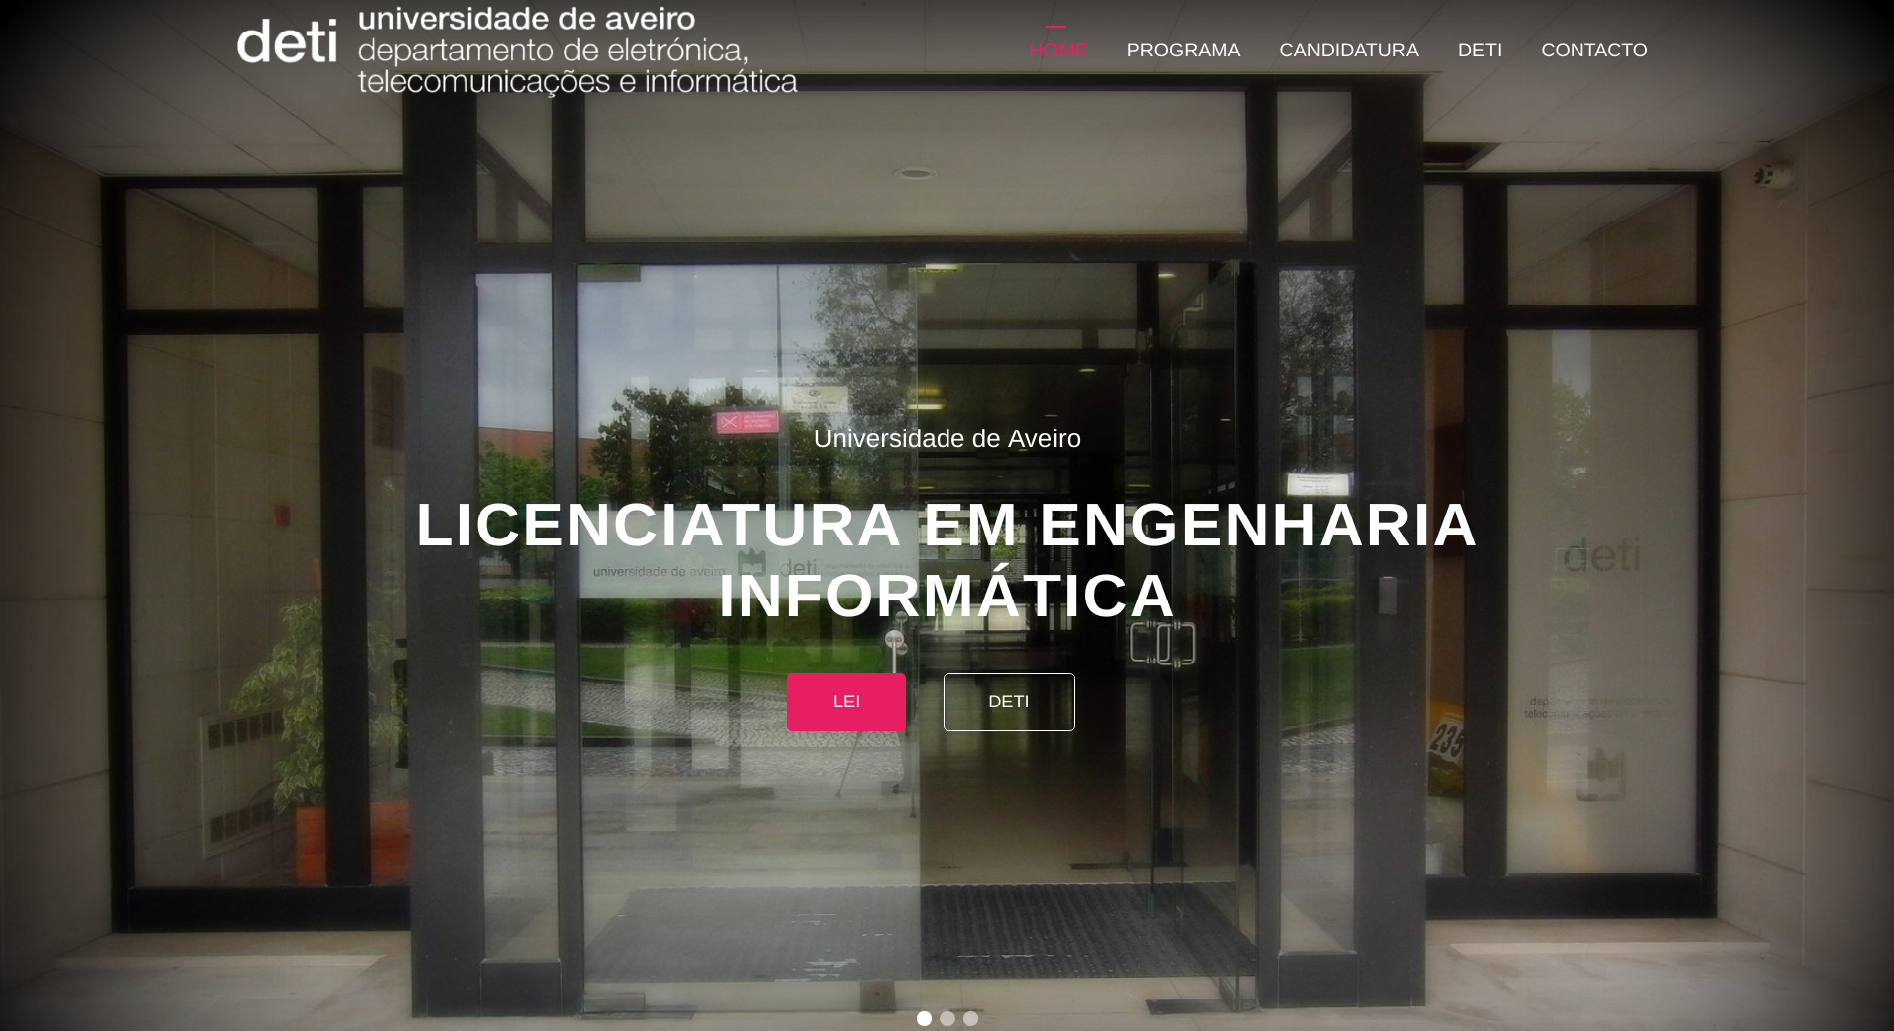 deti
universidade de aveiro
departamento de eletrónica,
telecomunicações e informática
HOME
PROGRAMA
CANDIDATURA
DETI
CONTACTO
Universidade de Aveiro
LICENCIATURA EM ENGENHARIA
INFORMÁTICA
universidade de aveiro
deti
deti
LEI
DETI
235